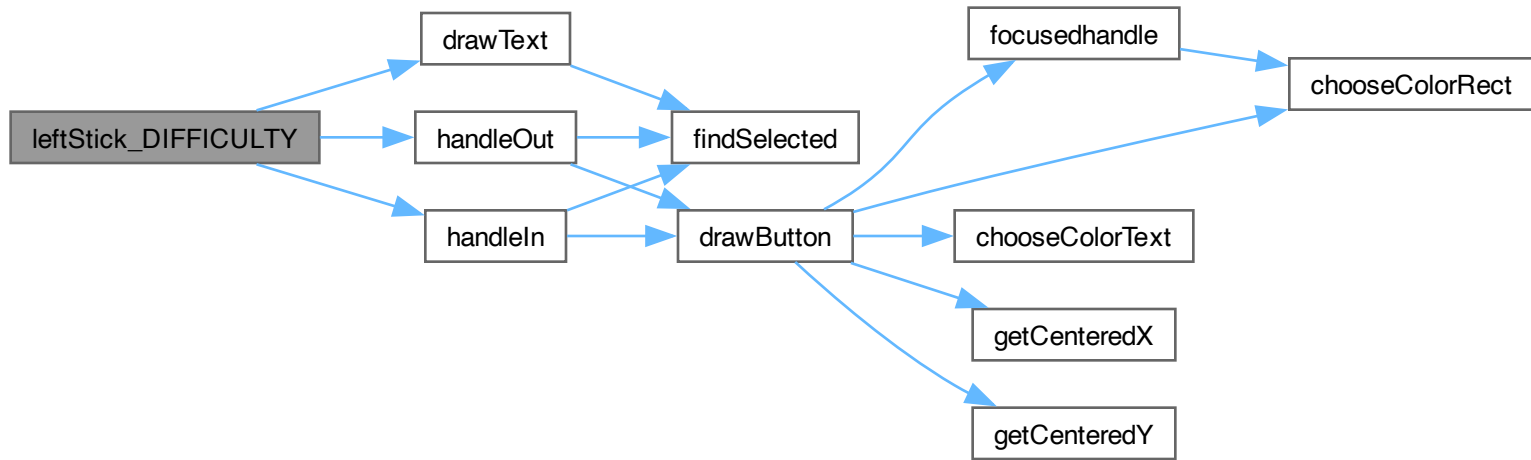 leftStick_DIFFICULTY
drawText
handleOut
handleIn
findSelected
drawButton
focusedhandle
chooseColorText
getCenteredX
getCenteredY
chooseColorRect